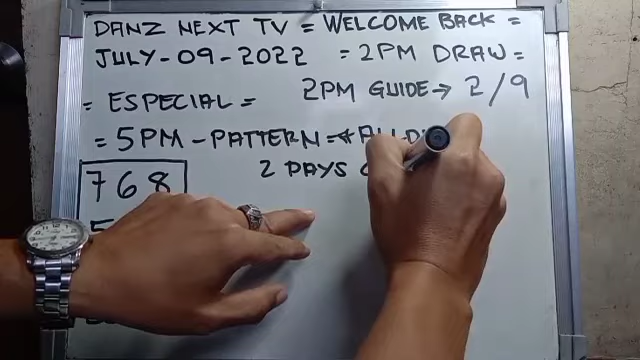 DANZ NEXT TV = WELCOME BACK =
JULY-09-2022 = 2PM DRAW =
2PM GUIDE → 2/9
= ESPECIAL =
= 5PM - PATTERN =
2 DAYS
768